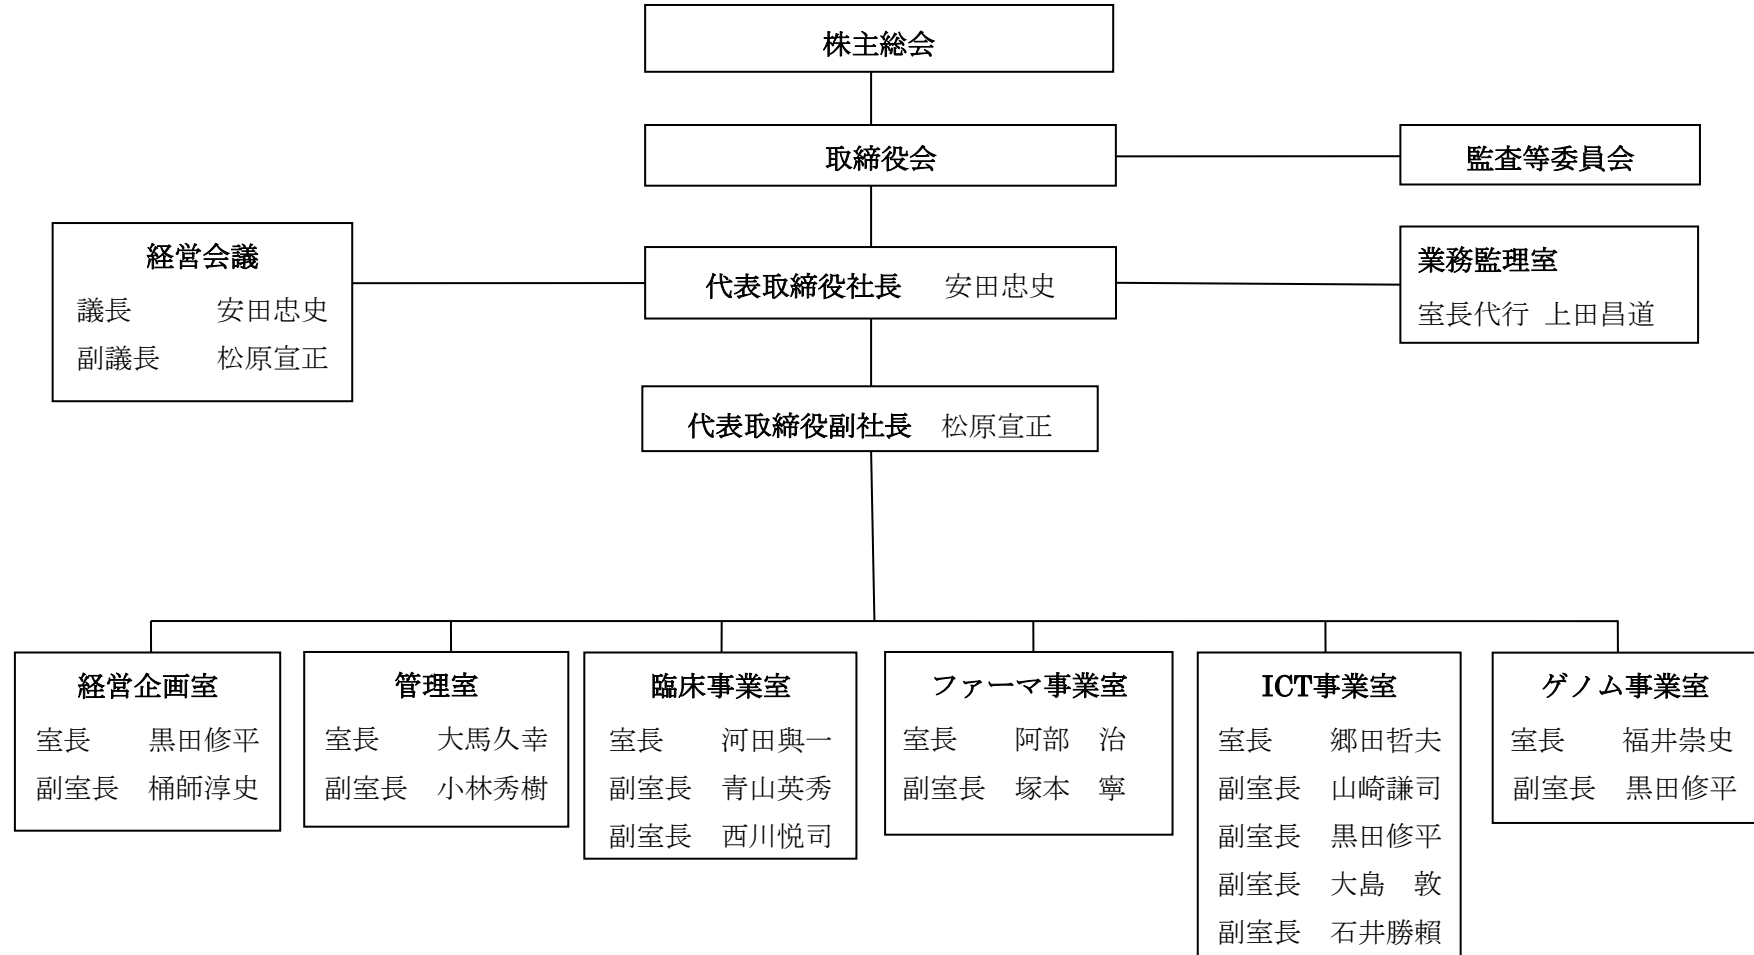 株主総会
取締役会
監査等委員会
経営会議
議長　　　安田忠史
副議長　　松原宣正
代表取締役社長　安田忠史
業務監理室
室長代行 上田昌道
代表取締役副社長　松原宣正
経営企画室
室長　　黒田修平
副室長　桶師淳史
管理室
室長　　大馬久幸
副室長　小林秀樹
臨床事業室
室長　　河田與一
副室長　青山英秀
副室長　西川悦司
ファーマ事業室
室長　　阿部　治
副室長　塚本　寧
ICT事業室
室長　　郷田哲夫
副室長　山崎謙司
副室長　黒田修平
副室長　大島　敦
副室長　石井勝頼
ゲノム事業室
室長　　福井崇史
副室長　黒田修平